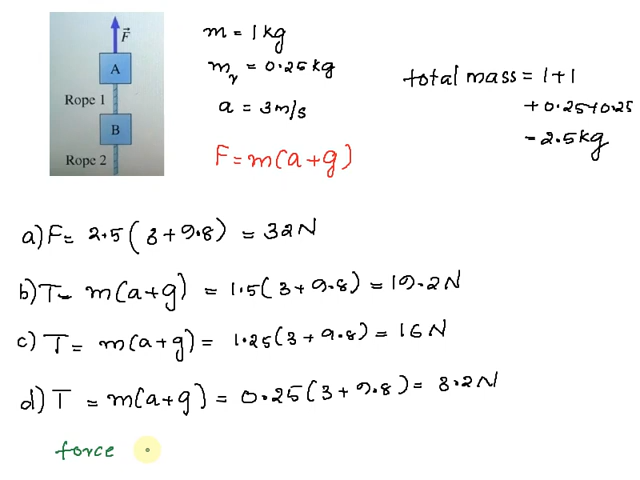 F
A
Rope 1
B
Rope 2
m = 1kg
mᵣ = 0.25kg
a = 3m/s
F = m(a+g)
total mass = 1+1
+0.25+0.25
= 2.5kg
a) F = 2.5(3+9.8) = 32N
b) T = m(a+g) = 1.5(3+9.8) = 19.2N
c) T = m(a+g) = 1.25(3+9.8) = 16N
d) T = m(a+g) = 0.25(3+9.8) = 3.2N
force